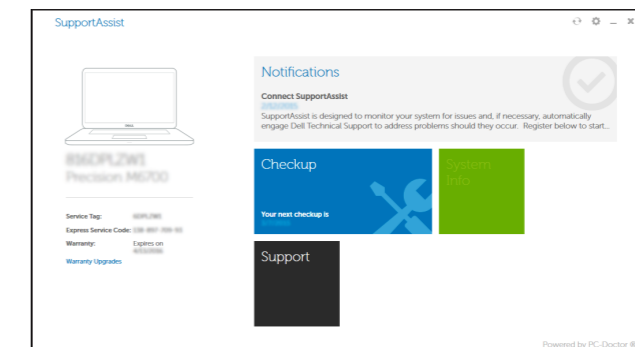 SupportAssist
Notifications
Connect SupportAssist
SupportAssist is designed to monitor your system for issues and, if necessary, automatically
engage Dell Technical Support to address problems should they occur. Register below to start...
Precision M6700
Checkup
System
Info
Your next checkup is
Service Tag:
Express Service Code:
Warranty: Expires on
Warranty Upgrades
Support
Powered by PC-Doctor ®